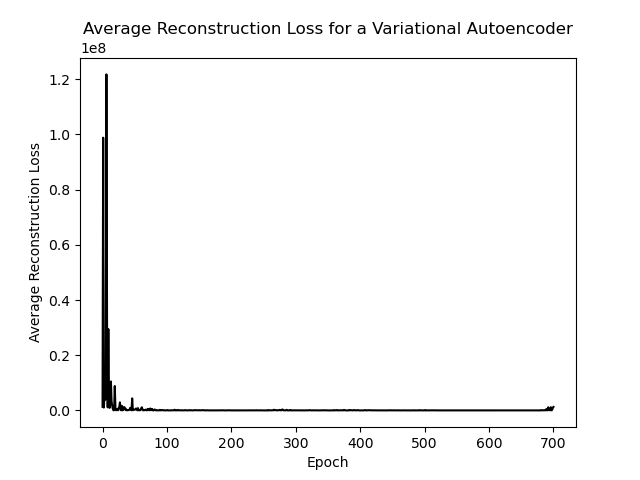 Average Reconstruction Loss for a Variational Autoencoder
1e8
1.2
1.0
0.8
0.6
0.4
0.2
0.0
Average Reconstruction Loss
0 100 200 300 400 500 600 700
Epoch